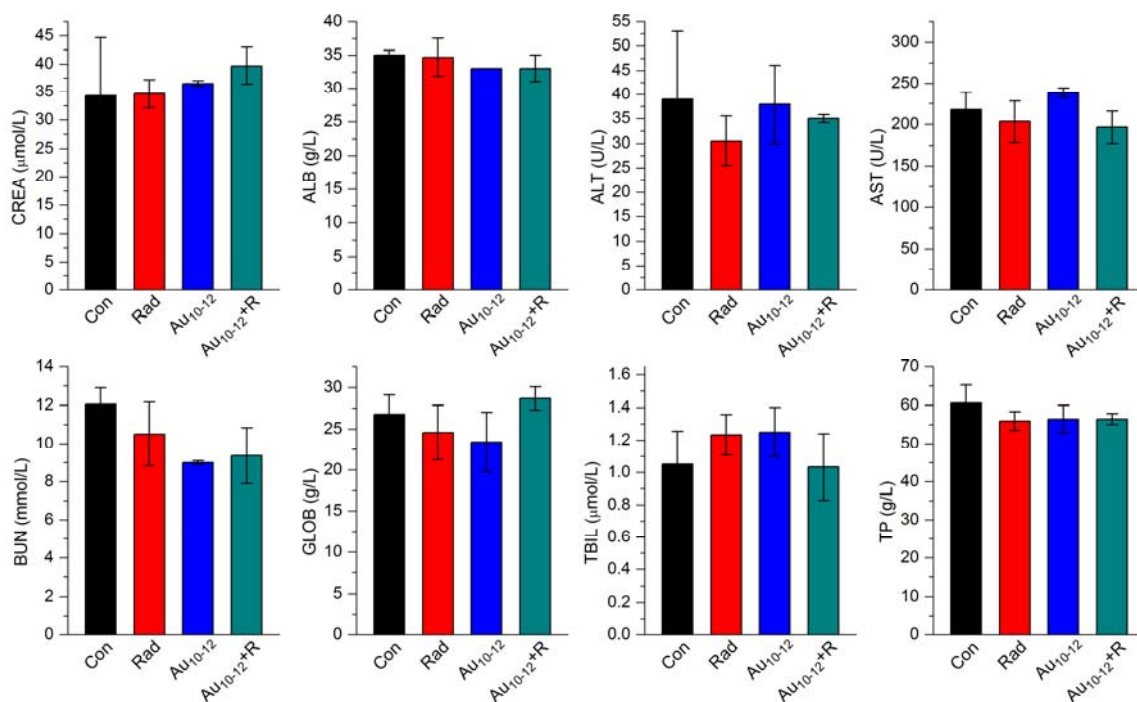 CREA (μmol/L)
45
40
35
30
25
20
15
10
5
0
Con
Rad
Au10-12
Au10-12+R
ALB (g/L)
40
35
30
25
20
15
10
5
0
Con
Rad
Au10-12
Au10-12+R
ALT (U/L)
55
50
45
40
35
30
25
20
15
10
5
0
Con
Rad
Au10-12
Au10-12+R
AST (U/L)
300
250
200
150
100
50
0
Con
Rad
Au10-12
Au10-12+R
BUN (mmol/L)
14
12
10
8
6
4
2
0
Con
Rad
Au10-12
Au10-12+R
GLOB (g/L)
30
25
20
15
10
5
0
Con
Rad
Au10-12
Au10-12+R
TBIL (μmol/L)
1.6
1.4
1.2
1.0
0.8
0.6
0.4
0.2
0.0
Con
Rad
Au10-12
Au10-12+R
TP (g/L)
70
60
50
40
30
20
10
0
Con
Rad
Au10-12
Au10-12+R